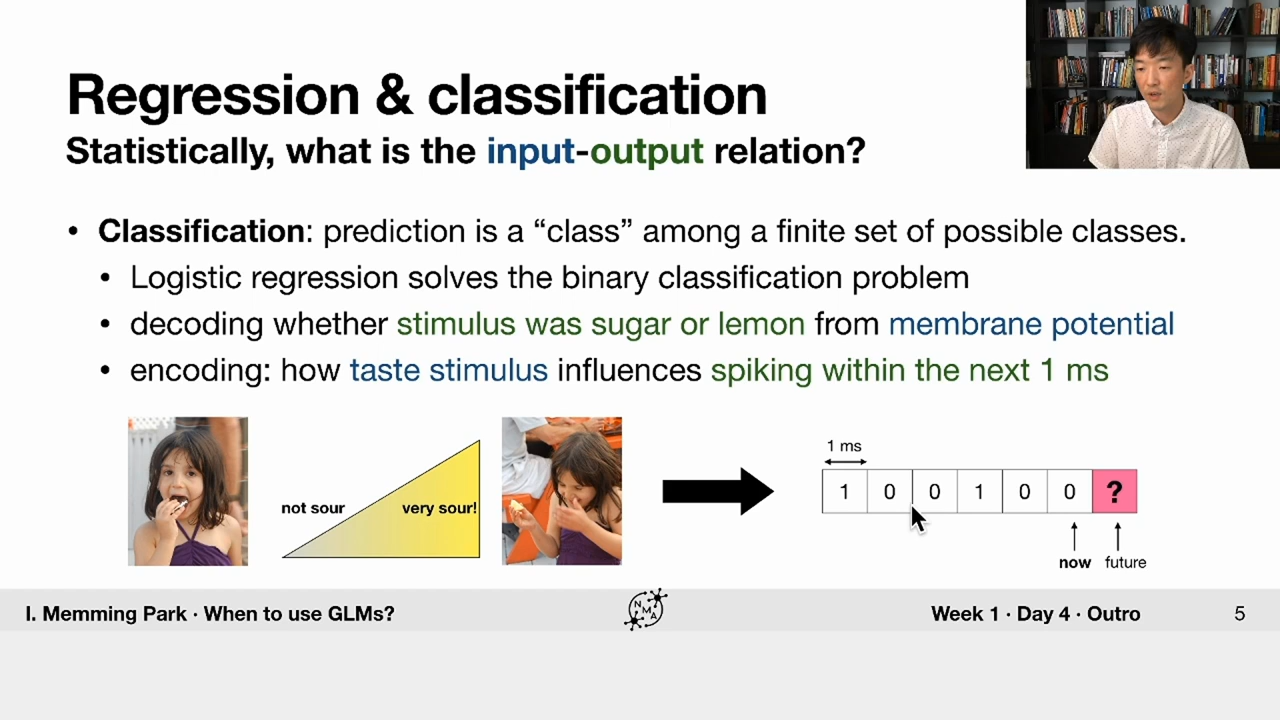 Regression & classification
Statistically, what is the input-output relation?
• Classification: prediction is a “class” among a finite set of possible classes.
• Logistic regression solves the binary classification problem
• decoding whether stimulus was sugar or lemon from membrane potential
• encoding: how taste stimulus influences spiking within the next 1 ms
not sour
very sour!
1 ms
1 0 0 1 0 0 ?
now future
I. Memming Park · When to use GLMs?
N
M
A
Week 1 · Day 4 · Outro
5